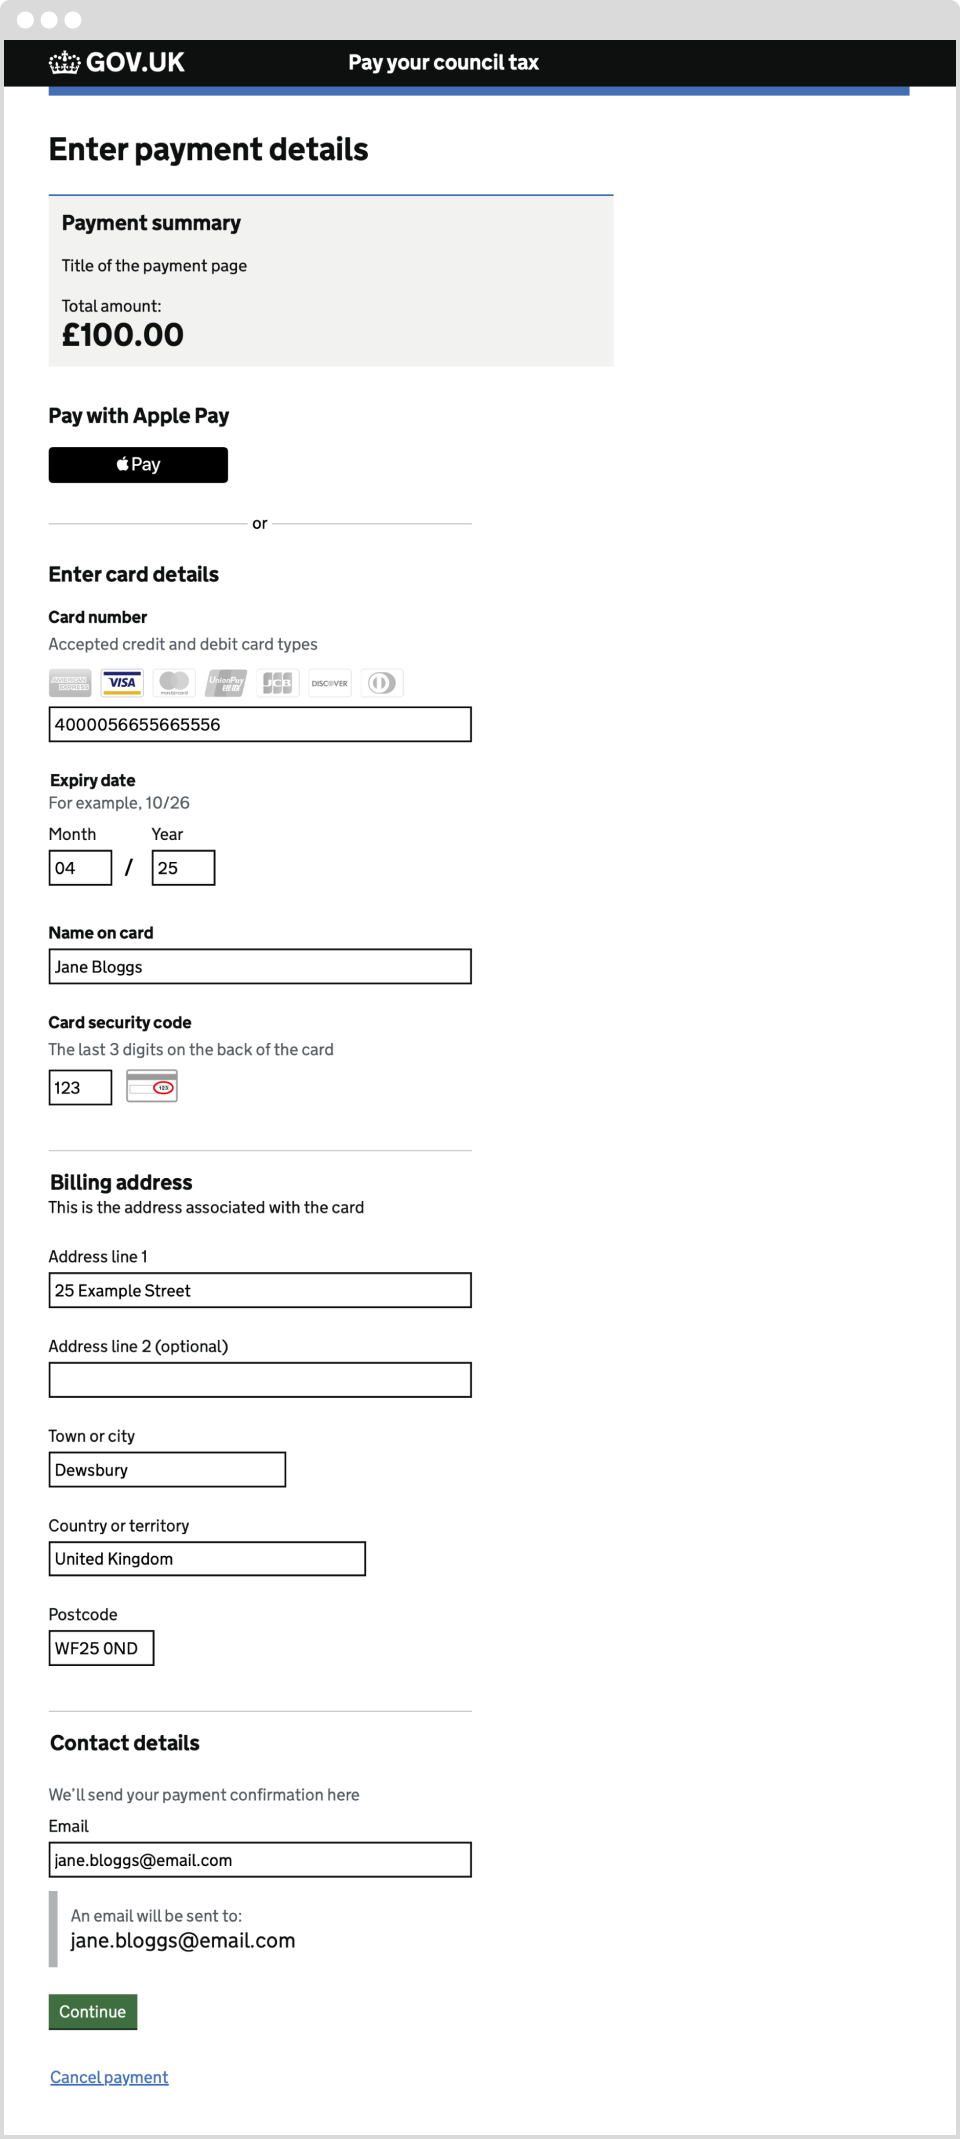 GOV.UK Pay your council tax
Enter payment details
Payment summary
Title of the payment page
Total amount:
£100.00
Pay with Apple Pay
Pay
or
Enter card details
Card number
Accepted credit and debit card types
AMERICAN EXPRESS VISA mastercard UnionPay 银联 JCB DISCOVER
4000056655665556
Expiry date
For example, 10/26
Month Year
04 / 25
Name on card
Jane Bloggs
Card security code
The last 3 digits on the back of the card
123 123
Billing address
This is the address associated with the card
Address line 1
25 Example Street
Address line 2 (optional)
Town or city
Dewsbury
Country or territory
United Kingdom
Postcode
WF25 0ND
Contact details
We’ll send your payment confirmation here
Email
jane.bloggs@email.com
An email will be sent to:
jane.bloggs@email.com
Continue
Cancel payment